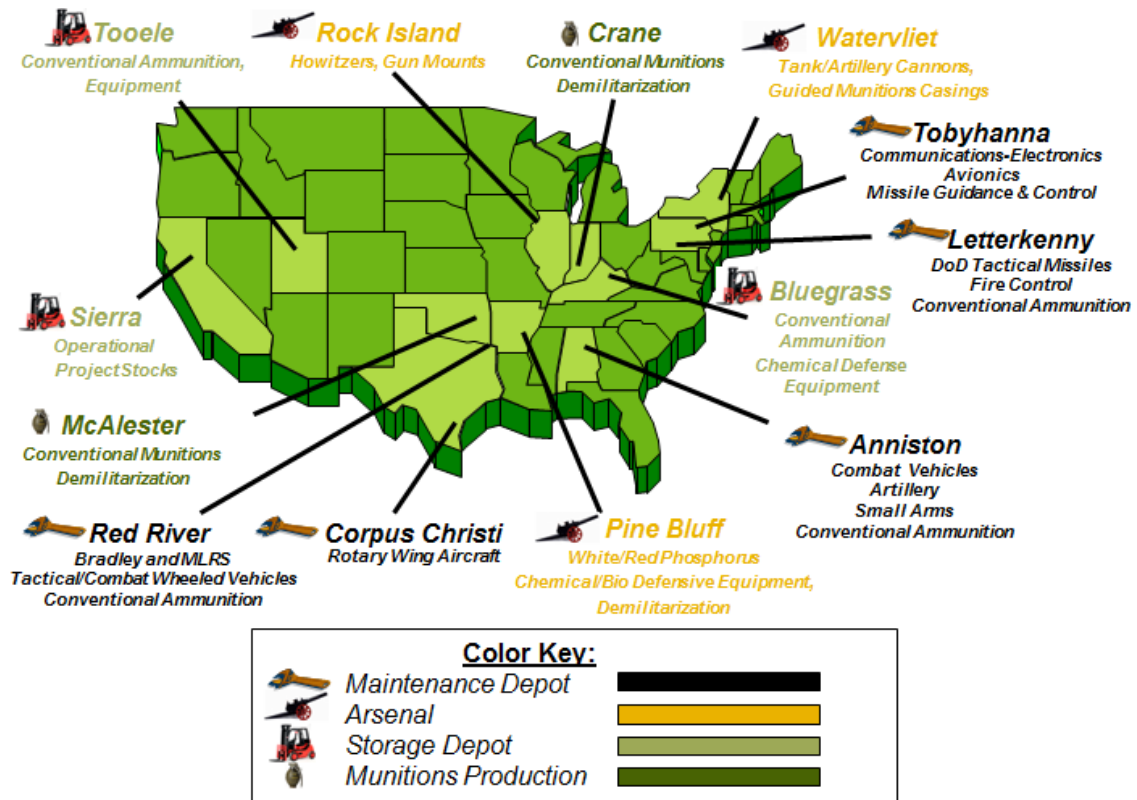 Tooele
Conventional Ammunition,
Equipment
Rock Island
Howitzers, Gun Mounts
Crane
Conventional Munitions
Demilitarization
Watervliet
Tank/Artillery Cannons,
Guided Munitions Casings
Tobyhanna
Communications-Electronics
Avionics
Missile Guidance & Control
Letterkenny
DoD Tactical Missiles
Fire Control
Conventional Ammunition
Bluegrass
Conventional
Ammunition
Chemical Defense
Equipment
Sierra
Operational
Project Stocks
McAlester
Conventional Munitions
Demilitarization
Anniston
Combat Vehicles
Artillery
Small Arms
Conventional Ammunition
Red River
Bradley and MLRS
Tactical/Combat Wheeled Vehicles
Conventional Ammunition
Corpus Christi
Rotary Wing Aircraft
Pine Bluff
White/Red Phosphorus
Chemical/Bio Defensive Equipment,
Demilitarization
Color Key:
Maintenance Depot
Arsenal
Storage Depot
Munitions Production